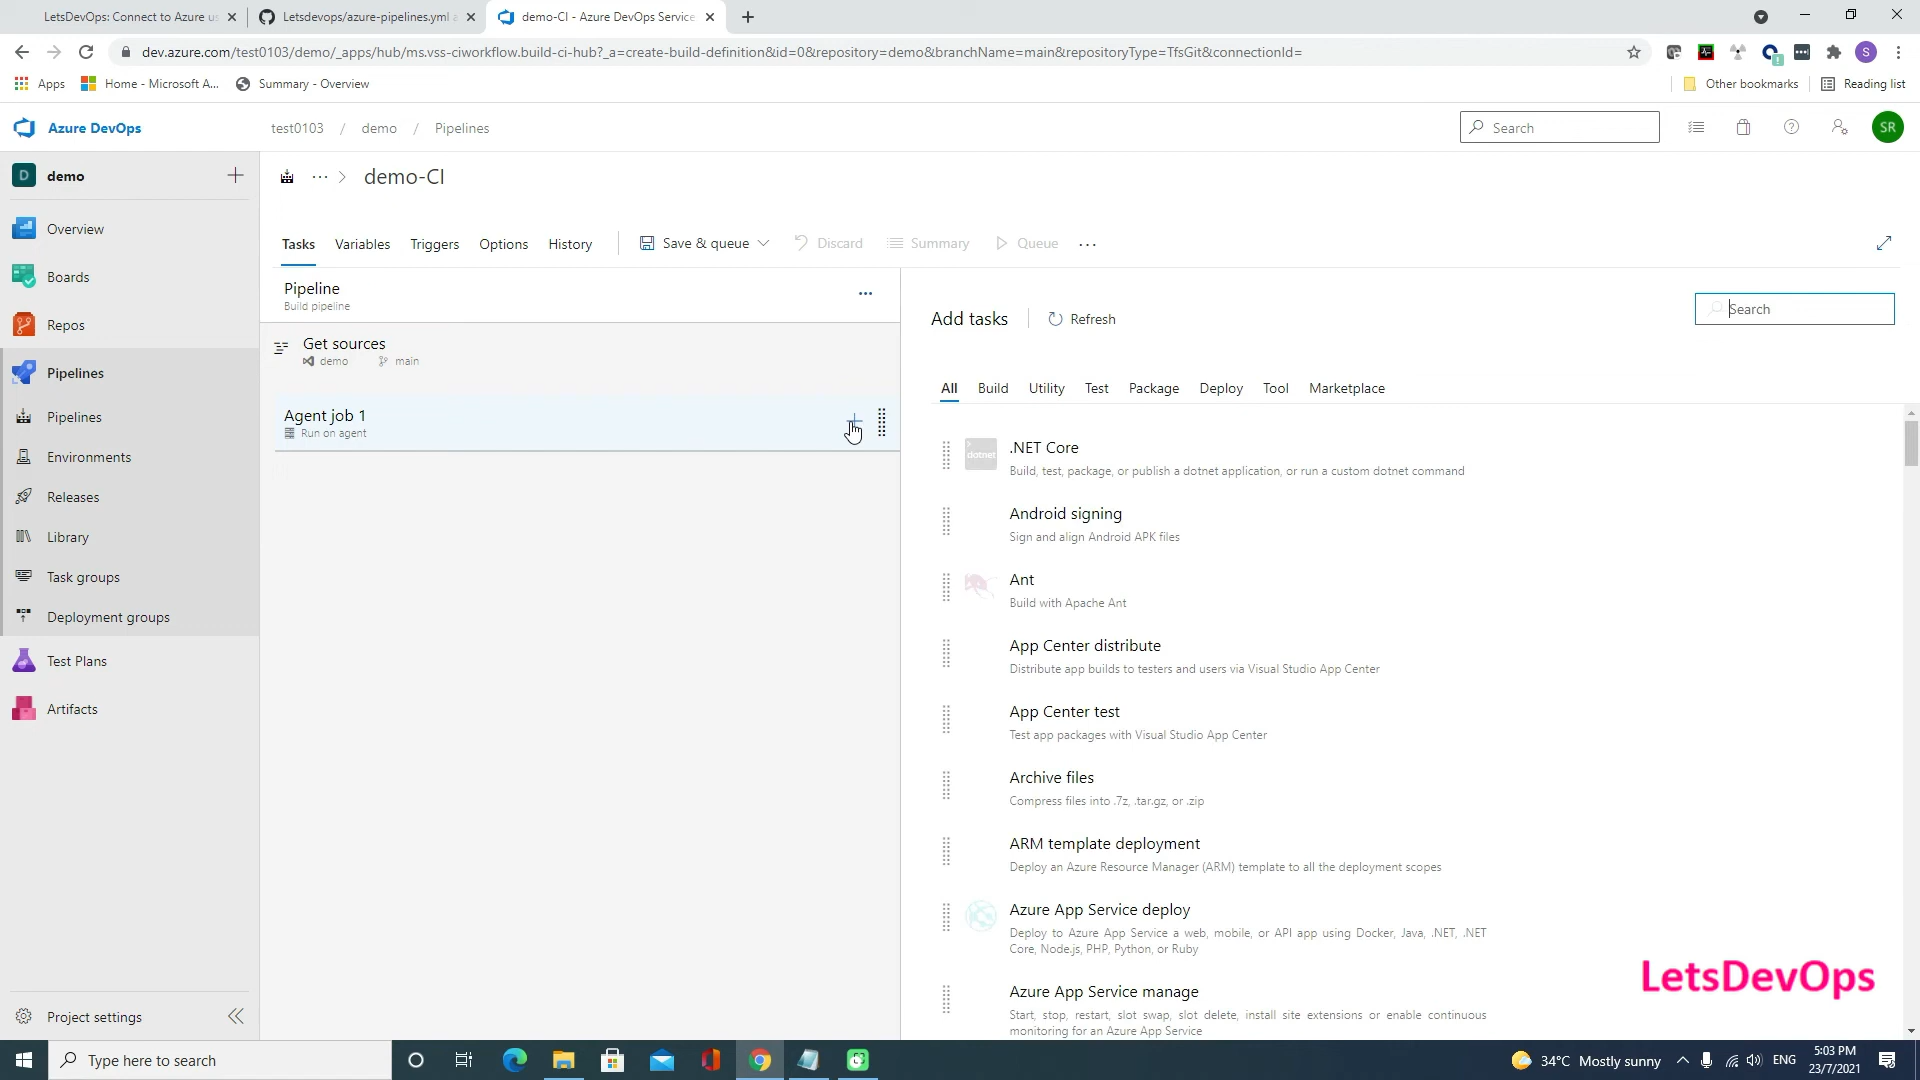 LetsDevOps: Connect to Azure us
Letsdevops/azure-pipelines.yml a
demo-CI - Azure DevOps Service
dev.azure.com/test0103/demo/_apps/hub/ms.vss-ciworkflow.build-ci-hub?_a=create-build-definition&id=0&repository=demo&branchName=main&repositoryType=TfsGit&connectionId=
S
Apps
Home - Microsoft A...
Summary - Overview
Other bookmarks
Reading list
Azure DevOps
test0103 / demo / Pipelines
Search
SR
D demo
demo-CI
Overview
Boards
Repos
Pipelines
Pipelines
Environments
Releases
Library
Task groups
Deployment groups
Test Plans
Artifacts
Project settings
Tasks Variables Triggers Options History Save & queue Discard Summary Queue
Pipeline
Build pipeline
Get sources
demo main
Agent job 1
Run on agent
Add tasks Refresh
Search
All Build Utility Test Package Deploy Tool Marketplace
dotnet
.NET Core
Build, test, package, or publish a dotnet application, or run a custom dotnet command
Android signing
Sign and align Android APK files
Ant
Build with Apache Ant
App Center distribute
Distribute app builds to testers and users via Visual Studio App Center
App Center test
Test app packages with Visual Studio App Center
Archive files
Compress files into .7z, .tar.gz, or .zip
ARM template deployment
Deploy an Azure Resource Manager (ARM) template to all the deployment scopes
Azure App Service deploy
Deploy to Azure App Service a web, mobile, or API app using Docker, Java, .NET, .NET
Core, Node.js, PHP, Python, or Ruby
Azure App Service manage
Start, stop, restart, slot swap, slot delete, install site extensions or enable continuous
monitoring for an Azure App Service
LetsDevOps
Type here to search
34°C Mostly sunny
ENG
5:03 PM
23/7/2021